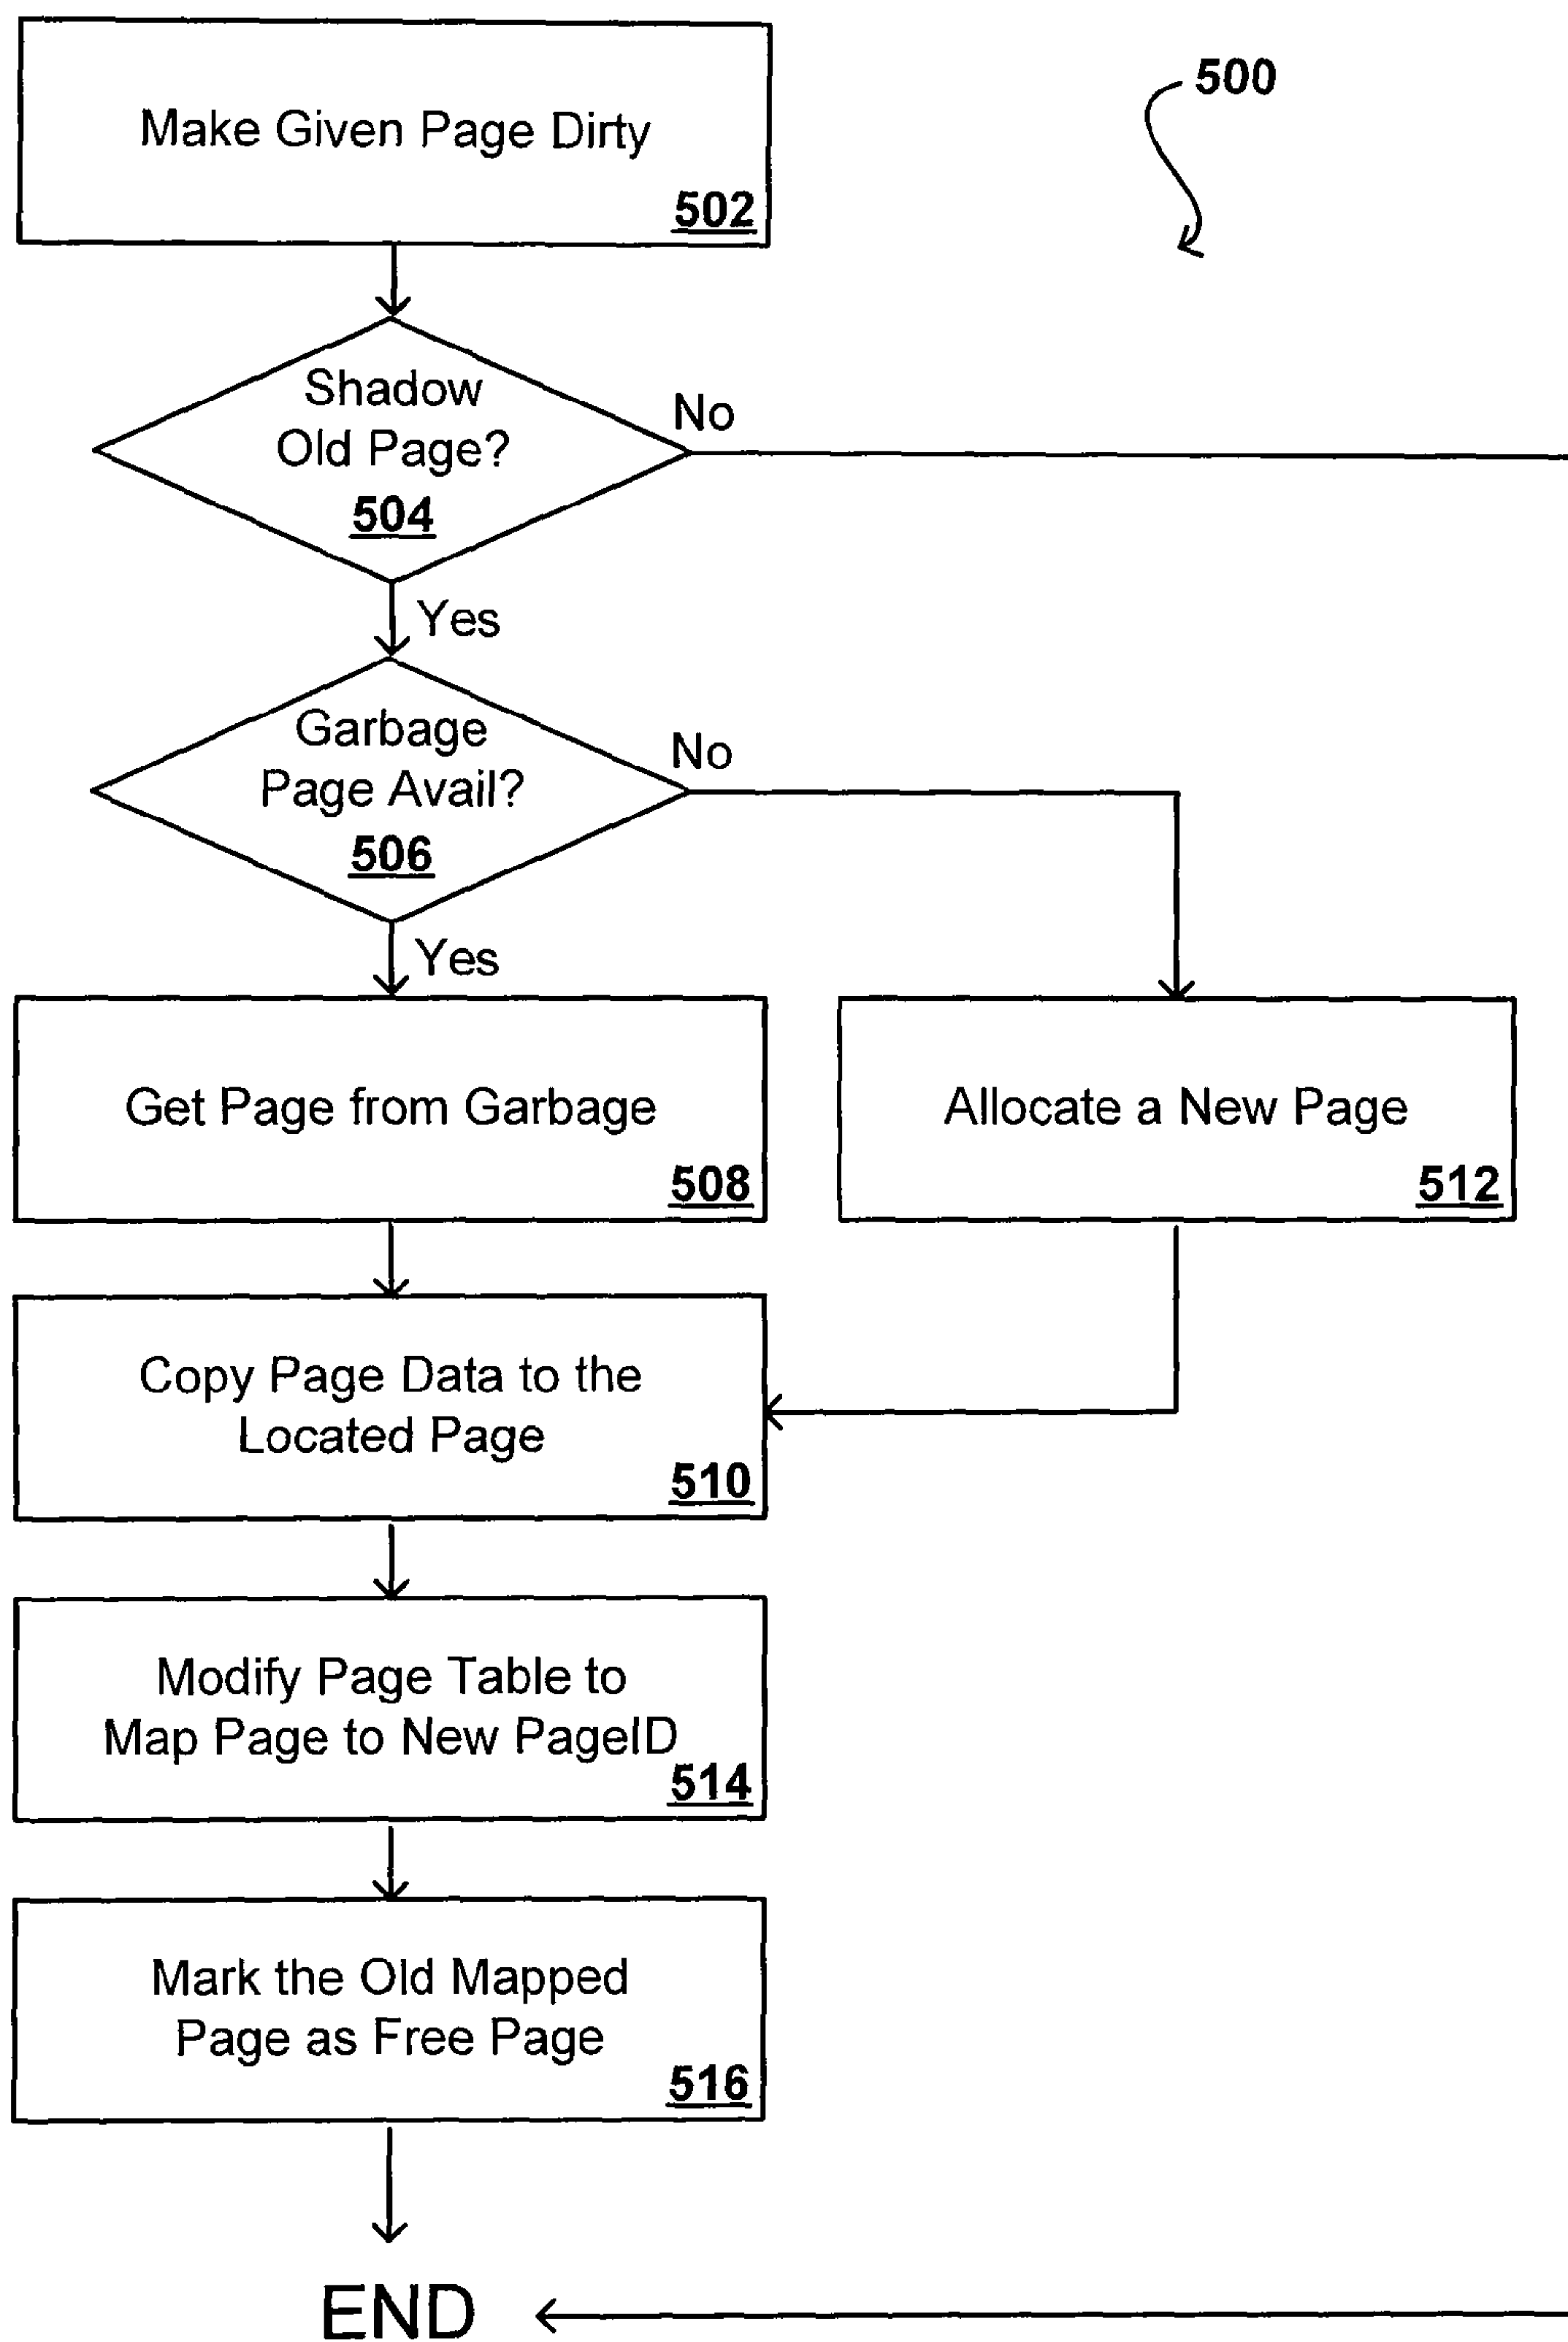 Make Given Page Dirty
502
500
Shadow
Old Page?
504
No
Yes
Garbage
Page Avail?
506
No
Yes
Get Page from Garbage
508
Allocate a New Page
512
Copy Page Data to the
Located Page
510
Modify Page Table to
Map Page to New PageID
514
Mark the Old Mapped
Page as Free Page
516
END